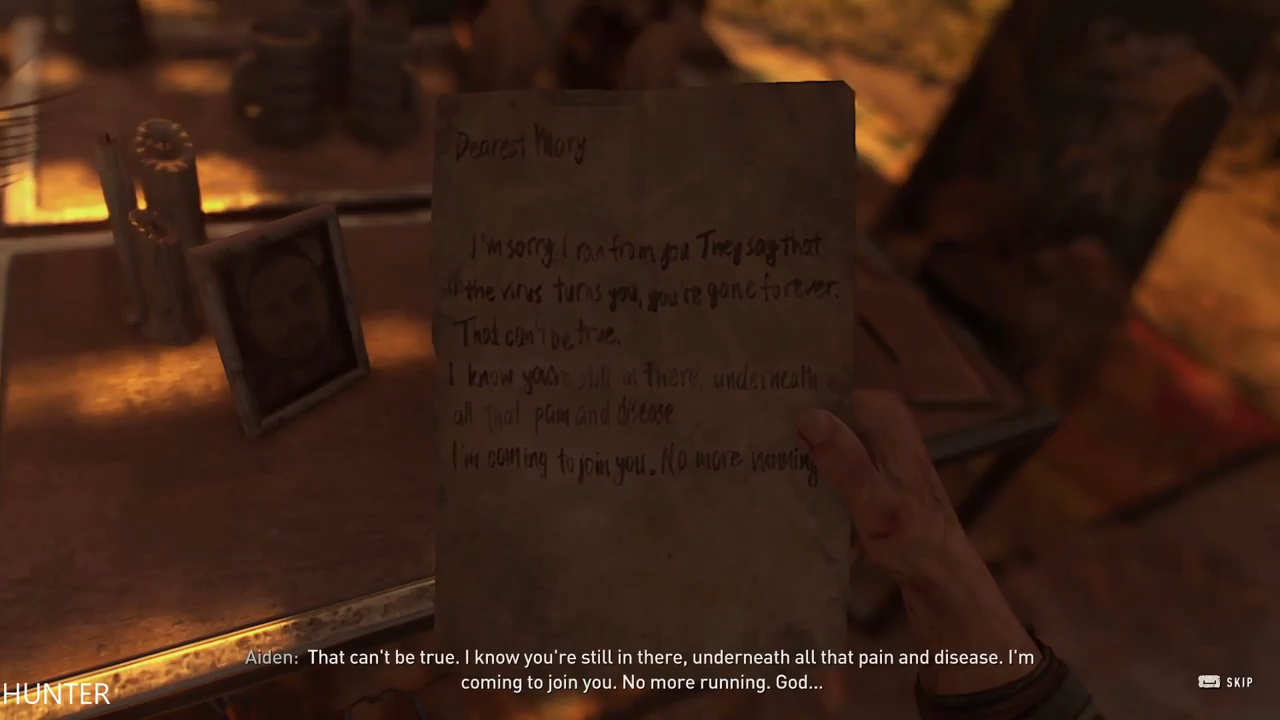 Dearest Mary
I'm sorry I ran from you They say that
if the virus turns you, you're gone forever.
That can't be true.
I know you're still in there, underneath
all that pain and disease
I'm coming to join you. No more running
Aiden: That can't be true. I know you're still in there, underneath all that pain and disease. I'm
coming to join you. No more running. God...
HUNTER
SKIP